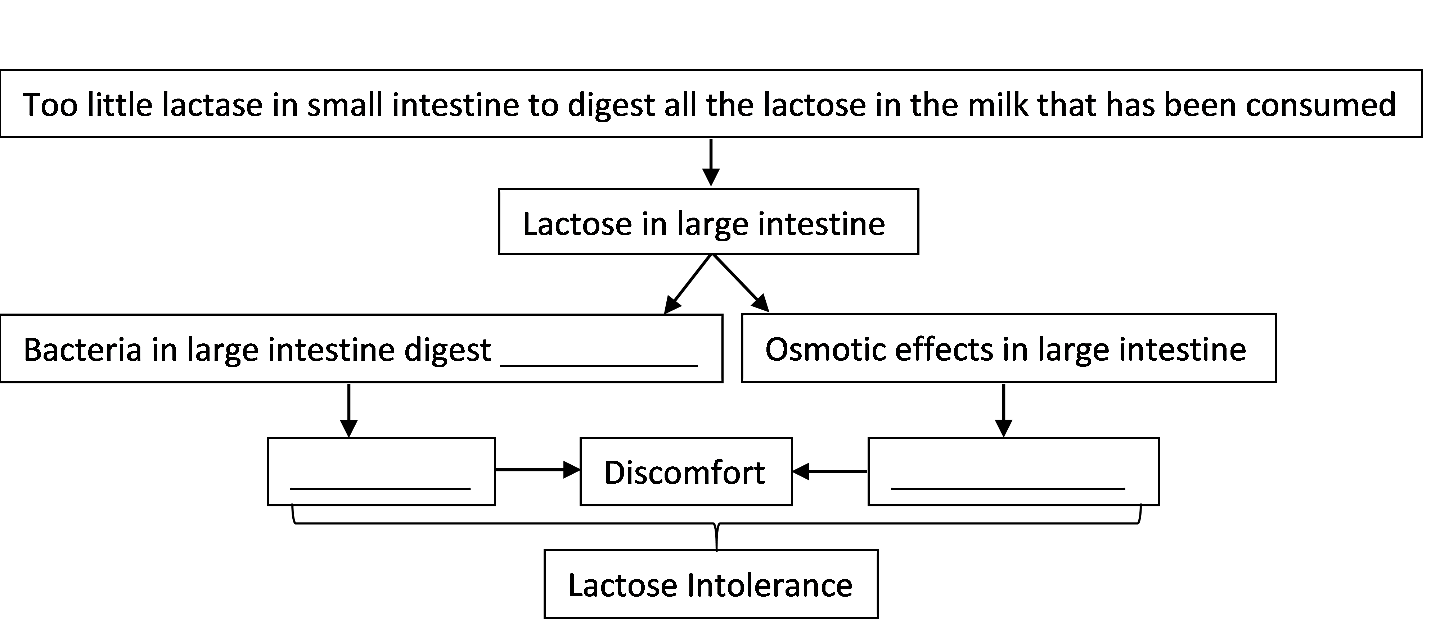 Too little lactase in small intestine to digest all the lactose in the milk that has been consumed
Lactose in large intestine
Bacteria in large intestine digest ____________
Osmotic effects in large intestine
___________
Discomfort
______________
Lactose Intolerance